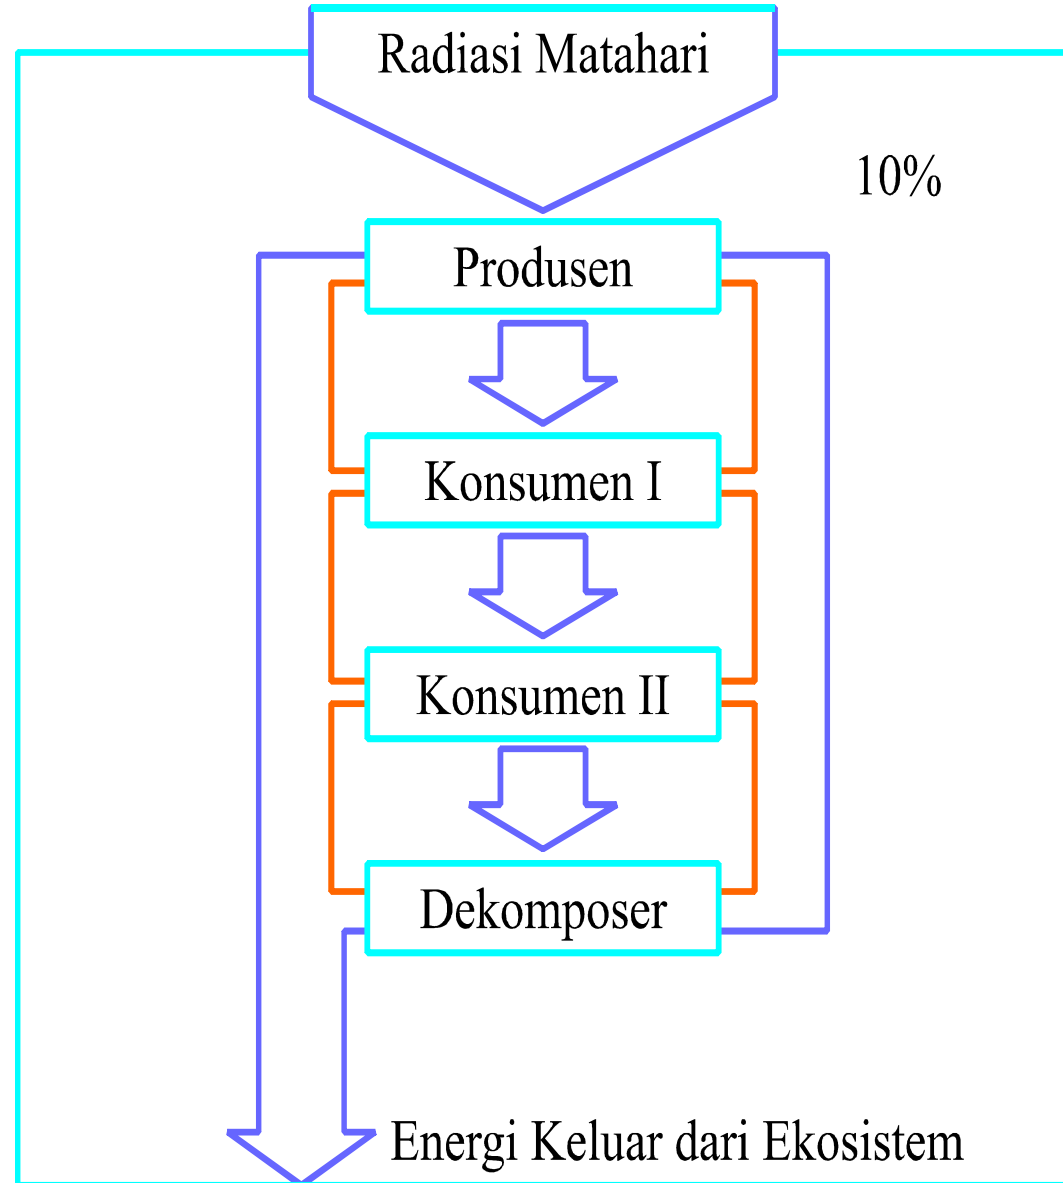 Radiasi Matahari
10%
Produsen
Konsumen I
Konsumen II
Dekomposer
Energi Keluar dari Ekosistem